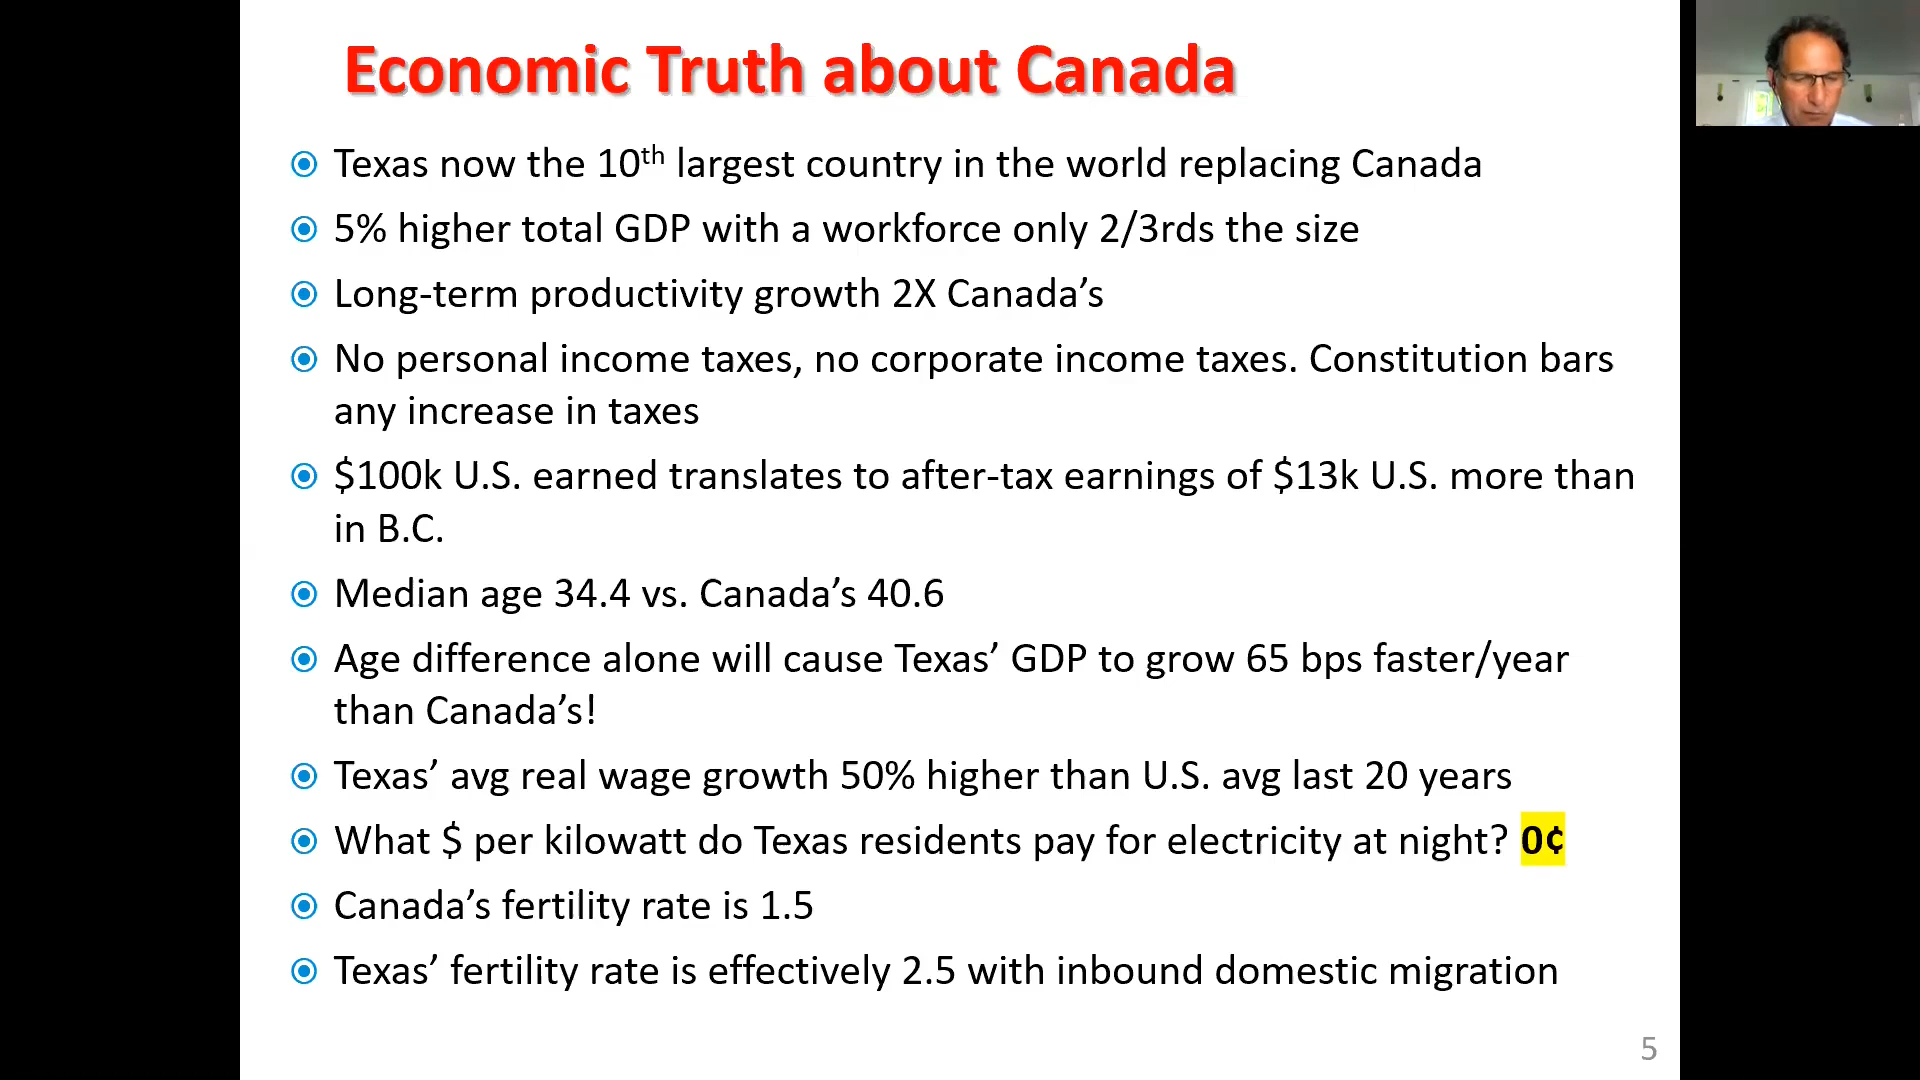 Economic Truth about Canada
Texas now the 10th largest country in the world replacing Canada
5% higher total GDP with a workforce only 2/3rds the size
Long-term productivity growth 2X Canada’s
No personal income taxes, no corporate income taxes. Constitution bars
any increase in taxes
$100k U.S. earned translates to after-tax earnings of $13k U.S. more than
in B.C.
Median age 34.4 vs. Canada’s 40.6
Age difference alone will cause Texas’ GDP to grow 65 bps faster/year
than Canada’s!
Texas’ avg real wage growth 50% higher than U.S. avg last 20 years
What $ per kilowatt do Texas residents pay for electricity at night? 0¢
Canada’s fertility rate is 1.5
Texas’ fertility rate is effectively 2.5 with inbound domestic migration
5